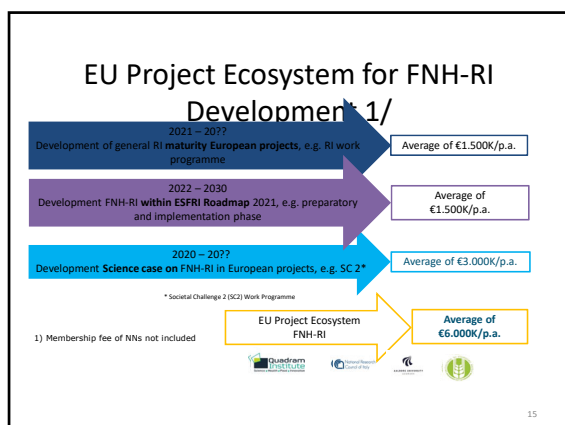 EU Project Ecosystem for FNH-RI
Development 1/
2021 – 20??
Development of general RI maturity European projects, e.g. RI work
programme
Average of €1.500K/p.a.
2022 – 2030
Development FNH-RI within ESFRI Roadmap 2021, e.g. preparatory
and implementation phase
Average of
€1.500K/p.a.
2020 – 20??
Development Science case on FNH-RI in European projects, e.g. SC 2*
Average of €3.000K/p.a.
* Societal Challenge 2 (SC2) Work Programme
EU Project Ecosystem
FNH-RI
Average of
€6.000K/p.a.
1) Membership fee of NNs not included
Quadram
Institute
National Research
Council of Italy
15